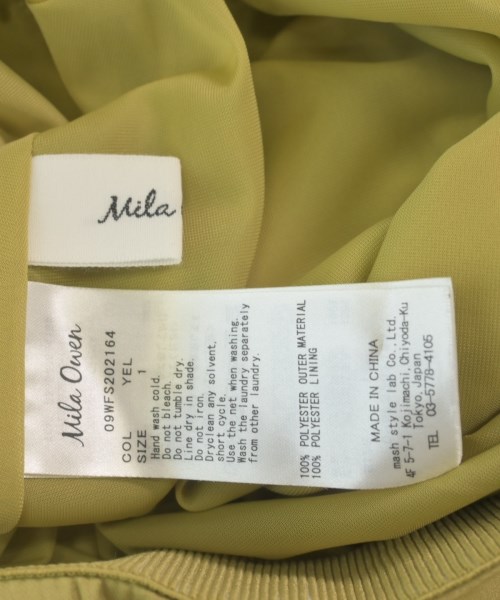 Mila
Mila Owen
09WFS202164
COL YEL
SIZE 1
Hand wash cold.
Do not bleach.
Do not tumble dry.
Line dry in shade.
Do not iron.
Dryclean any solvent,
short cycle.
Use the net when washing.
Wash the laundry separately
from other laundry.
100% POLYESTER OUTER MATERIAL
100% POLYESTER LINING
MADE IN CHINA
mash style lab Co.,Ltd.
5-7-1 Kojimachi, Chiyoda-Ku
Tokyo, Japan
TEL 03-5778-4105